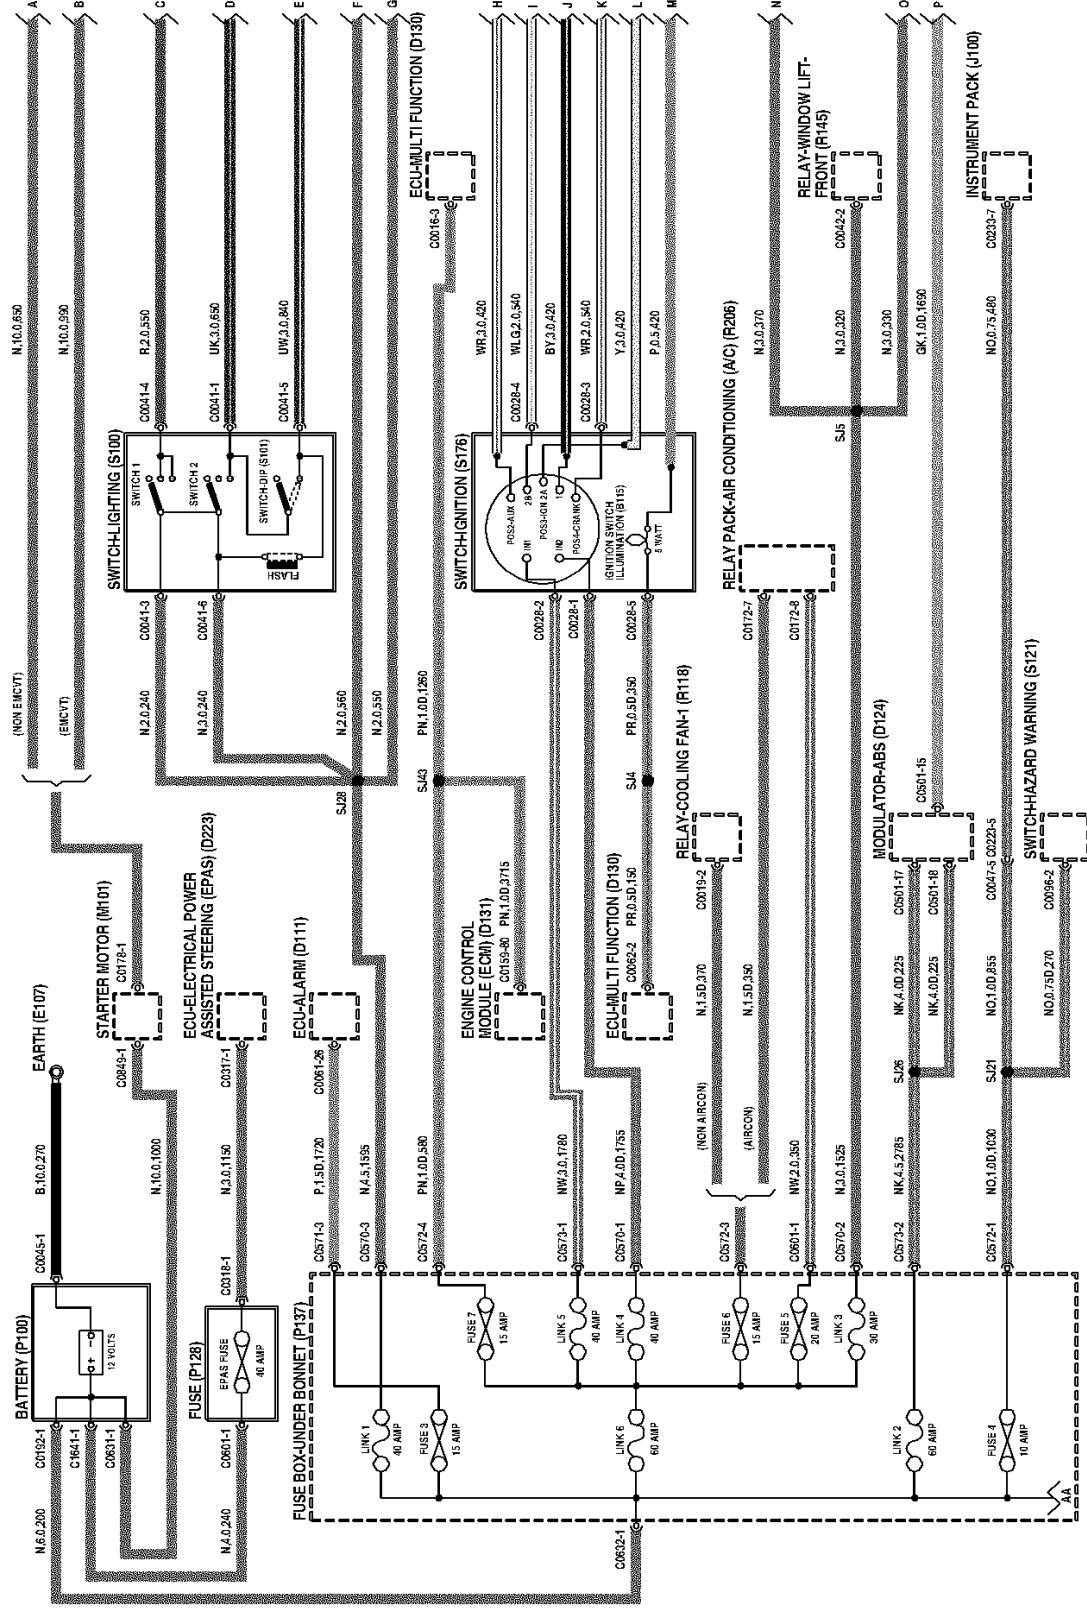 A
N,10.0,650
(NON EMCVT)
BATTERY (P100)
C0192-1
N,6.0,200
C0045-1
B,10.0,270
EARTH (E107)
(EMCVT)
N,10.0,990
B
C1641-1
C0631-1
+ -
12 VOLTS
STARTER MOTOR (M101)
C0849-1
C0178-1
N,10.0,1000
SWITCH-LIGHTING (S100)
SWITCH 1
C0041-3
N,2.0,240
C0041-4
R,2.0,550
C
FUSE (P128)
C0601-1
N,4.0,240
EPAS FUSE
40 AMP
C0318-1
N,3.0,1150
C0317-1
ECU-ELECTRICAL POWER
ASSISTED STEERING (EPAS) (D223)
N,3.0,240
C0041-6
SWITCH 2
C0041-1
UK,3.0,650
D
SWITCH-DIP (S101)
FLASH
C0041-5
UW,3.0,840
E
FUSE BOX-UNDER BONNET (P137)
C0571-3
P,1.5D,1720
C0061-26
ECU-ALARM (D111)
SJ28
N,2.0,560
F
LINK 1
40 AMP
C0570-3
N,4.5,1595
N,2.0,550
G
FUSE 3
15 AMP
C0572-4
PN,1.0D,580
SJ43
PN,1.0D,1260
C0016-3
ECU-MULTI FUNCTION (D130)
FUSE 7
15 AMP
ENGINE CONTROL
MODULE (ECM) (D131)
C0159-80
PN,1.0D,3715
SWITCH-IGNITION (S176)
POS2-AUX
2B
POS3-IGN 2A
1
POS4-CRANK
IN1
IN2
IGNITION SWITCH
ILLUMINATION (B115)
5 WATT
WR,3.0,420
H
C0028-4
WLG,2.0,540
I
BY,3.0,420
J
C0028-3
WR,2.0,540
K
Y,3.0,420
L
P,0.5,420
M
C0028-2
C0028-1
C0028-5
PR,0.5D,350
SJ4
PR,0.5D,150
C0062-2
ECU-MULTI FUNCTION (D130)
LINK 5
40 AMP
C0573-1
NW,3.0,1780
LINK 6
60 AMP
LINK 4
40 AMP
C0570-1
NP,4.0D,1755
C0632-1
RELAY-COOLING FAN-1 (R118)
C0019-2
N,1.5D,370
(NON AIRCON)
RELAY PACK-AIR CONDITIONING (A/C) (R206)
C0172-7
N,1.5D,350
(AIRCON)
C0572-3
FUSE 6
15 AMP
N,3.0,370
N
FUSE 5
20 AMP
C0601-1
NW,2.0,350
C0172-8
LINK 3
30 AMP
C0570-2
N,3.0,1525
SJ5
N,3.0,320
C0042-2
RELAY-WINDOW LIFT-
FRONT (R145)
N,3.0,330
O
LINK 2
60 AMP
C0573-2
NK,4.5,2785
SJ26
NK,4.0D,225
C0501-17
MODULATOR-ABS (D124)
NK,4.0D,225
C0501-18
C0501-15
GK,1.0D,1690
P
FUSE 4
10 AMP
C0572-1
NO,1.0D,1030
SJ21
NO,1.0D,855
C0047-5
C0223-5
NO,0.75,480
C0233-7
INSTRUMENT PACK (J100)
NO,0.75D,270
C0096-2
SWITCH-HAZARD WARNING (S121)
AA